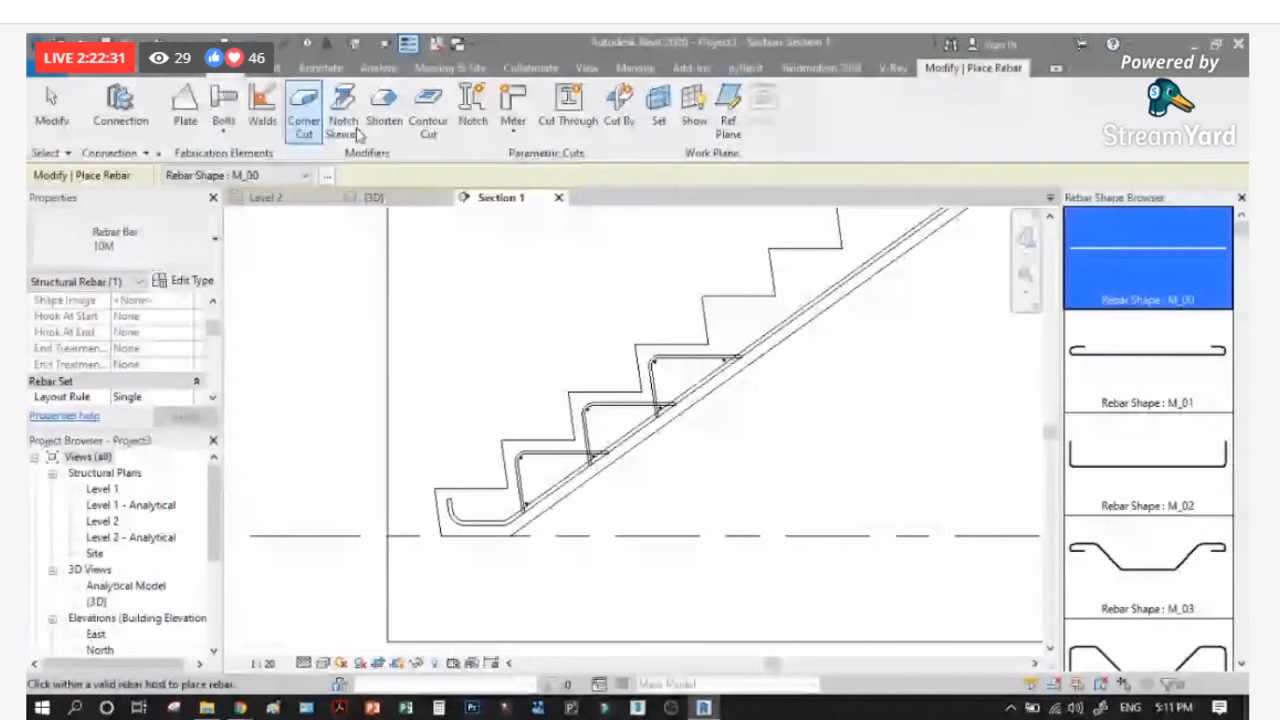 LIVE 2:22:31
29
46
Autodesk Revit 2020 - Project3 - Section: Section 1
Sign In
Powered by
StreamYard
Annotate
Analyze
Massing & Site
Collaborate
View
Manage
Add-Ins
pyRevit
V-Ray
Modify | Place Rebar
Modify
Connection
Plate
Bolts
Welds
Corner Cut
Notch Skewed
Shorten
Contour Cut
Notch
Miter
Cut Through
Cut By
Set
Show
Ref Plane
Select
Connection
Fabrication Elements
Modifiers
Parametric Cuts
Work Plane
Modify | Place Rebar
Rebar Shape : M_00
...
Properties
Level 2
{3D}
Section 1
Rebar Shape Browser
Rebar Bar
10M
Structural Rebar (1)
Edit Type
Shape Image <None>
Hook At Start None
Hook At End None
End Treatmen... None
End Treatmen... None
Rebar Set
Layout Rule Single
Properties help
Project Browser - Project3
Views (all)
Structural Plans
Level 1
Level 1 - Analytical
Level 2
Level 2 - Analytical
Site
3D Views
Analytical Model
{3D}
Elevations (Building Elevation
East
North
Rebar Shape : M_00
Rebar Shape : M_01
Rebar Shape : M_02
Rebar Shape : M_03
1 : 20
Click within a valid rebar host to place rebar.
:0
Main Model
ENG
5:11 PM